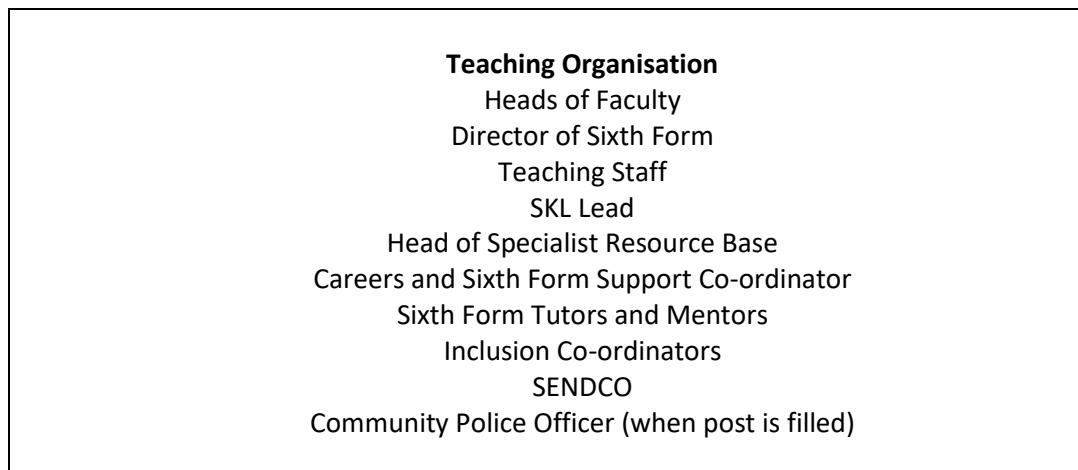 Teaching Organisation
Heads of Faculty
Director of Sixth Form
Teaching Staff
SKL Lead
Head of Specialist Resource Base
Careers and Sixth Form Support Co-ordinator
Sixth Form Tutors and Mentors
Inclusion Co-ordinators
SENDCO
Community Police Officer (when post is filled)